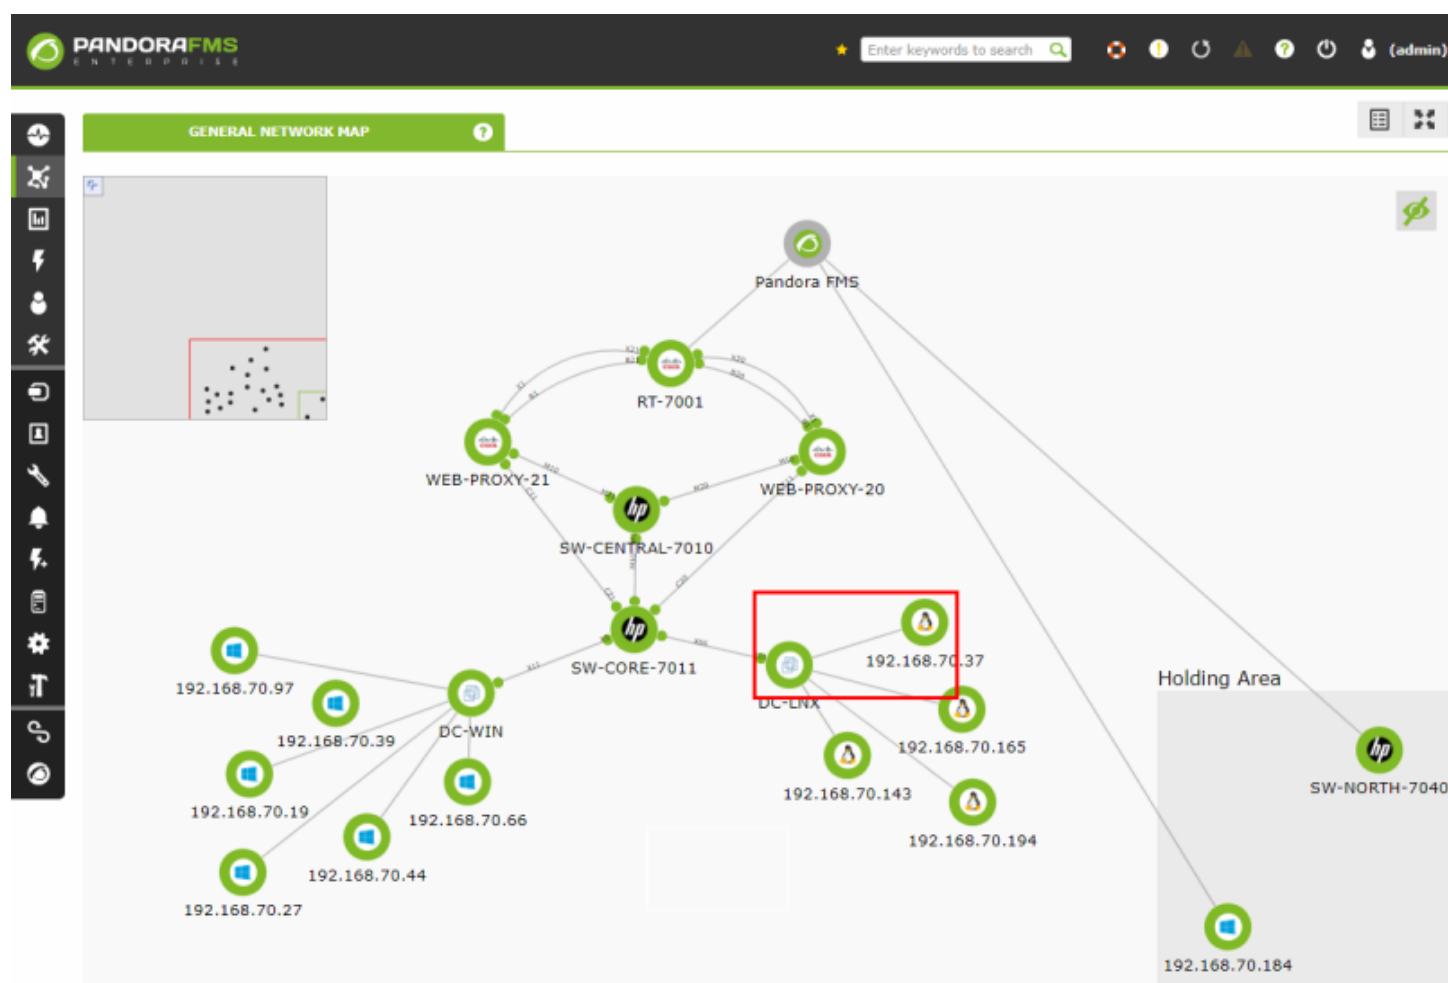 PANDORAFMS
ENTERPRISE
Enter keywords to search
(admin)
GENERAL NETWORK MAP
Pandora FMS
RT-7001
WEB-PROXY-21
WEB-PROXY-20
SW-CENTRAL-7010
SW-CORE-7011
192.168.70.37
192.168.70.97
DC-LNX
Holding Area
192.168.70.39
DC-WIN
192.168.70.165
192.168.70.19
192.168.70.66
192.168.70.143
SW-NORTH-7040
192.168.70.194
192.168.70.44
192.168.70.27
192.168.70.184